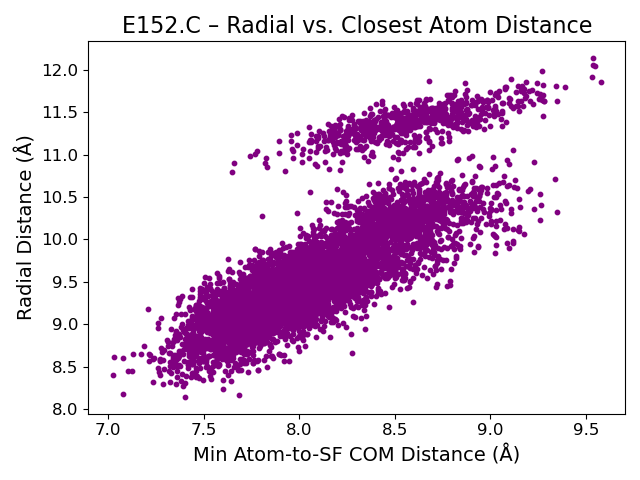 E152.C – Radial vs. Closest Atom Distance
Radial Distance (Å)
12.0
11.5
11.0
10.5
10.0
9.5
9.0
8.5
8.0
7.0 7.5 8.0 8.5 9.0 9.5
Min Atom-to-SF COM Distance (Å)